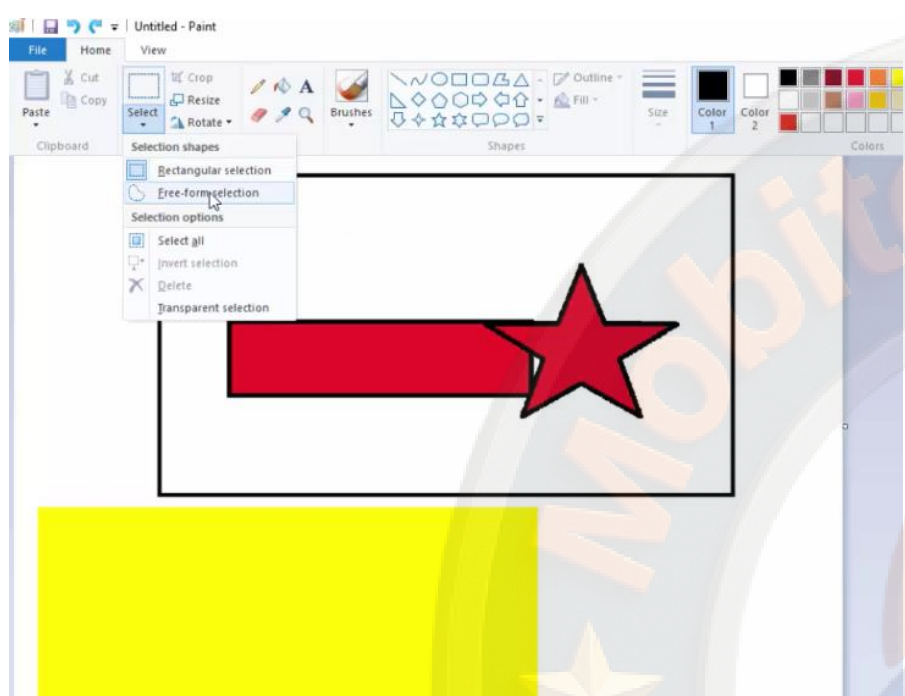 Untitled - Paint
File Home View
Paste
Cut
Copy
Clipboard
Select
Crop
Resize
Rotate
A
Brushes
Shapes
Outline
Fill
Size
Color 1
Color 2
Colors
Selection shapes
Rectangular selection
Free-form selection
Selection options
Select all
Invert selection
Delete
Transparent selection